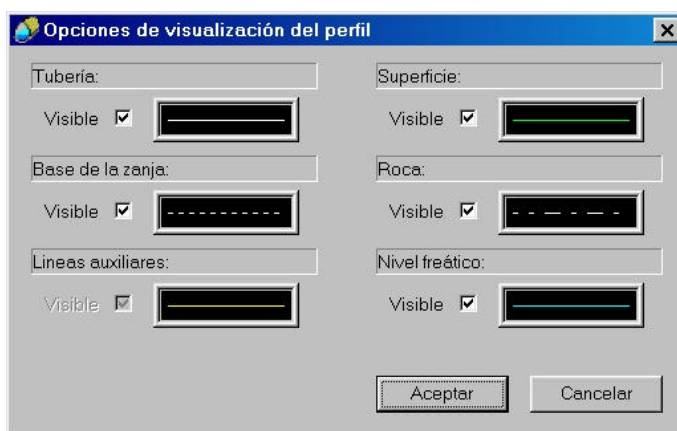 Opciones de visualización del perfil
Tubería:
Visible
Superficie:
Visible
Base de la zanja:
Visible
Roca:
Visible
Lineas auxiliares:
Visible
Nivel freático:
Visible
Aceptar
Cancelar